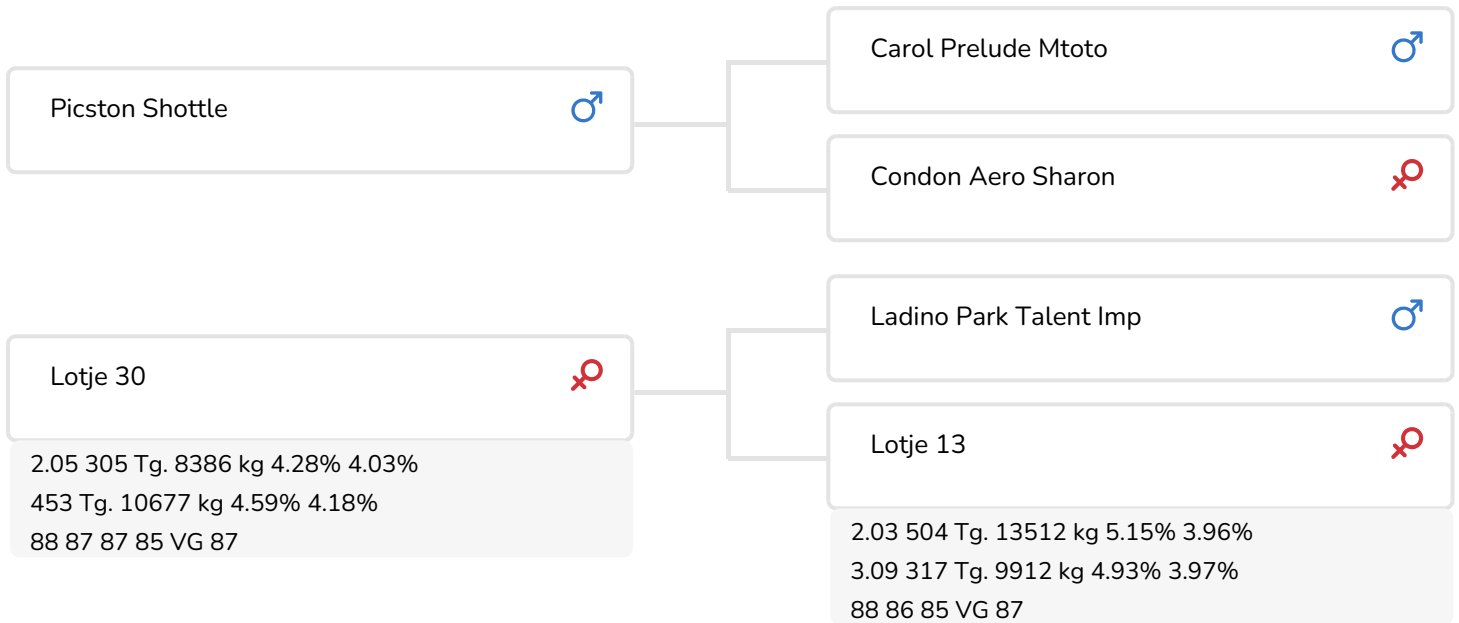 Picston Shottle
Carol Prelude Mtoto
Condon Aero Sharon
Lotje 30
2.05 305 Tg. 8386 kg 4.28% 4.03%
453 Tg. 10677 kg 4.59% 4.18%
88 87 87 85 VG 87
Ladino Park Talent Imp
Lotje 13
2.03 504 Tg. 13512 kg 5.15% 3.96%
3.09 317 Tg. 9912 kg 4.93% 3.97%
88 86 85 VG 87